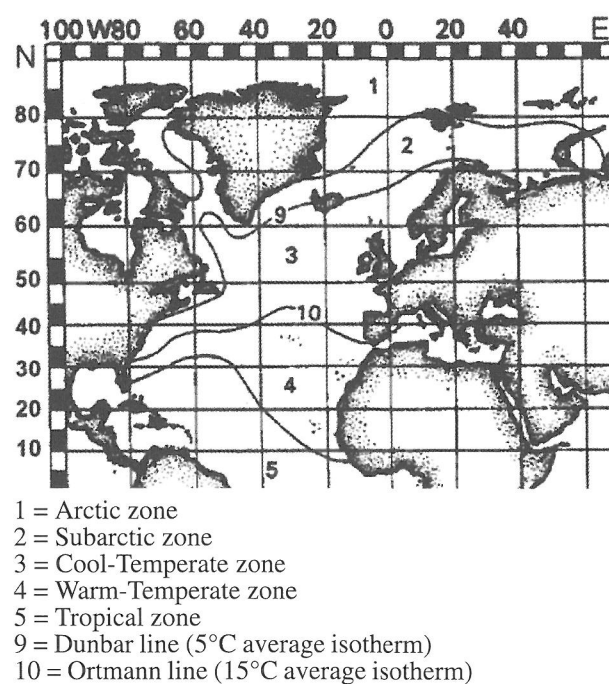 100 W 80 60 40 20 0 20 40 E
N
1
80
2
70
9
60
3
50
10
40
30
4
20
10
5
1 = Arctic zone
2 = Subarctic zone
3 = Cool-Temperate zone
4 = Warm-Temperate zone
5 = Tropical zone
9 = Dunbar line (5°C average isotherm)
10 = Ortmann line (15°C average isotherm)